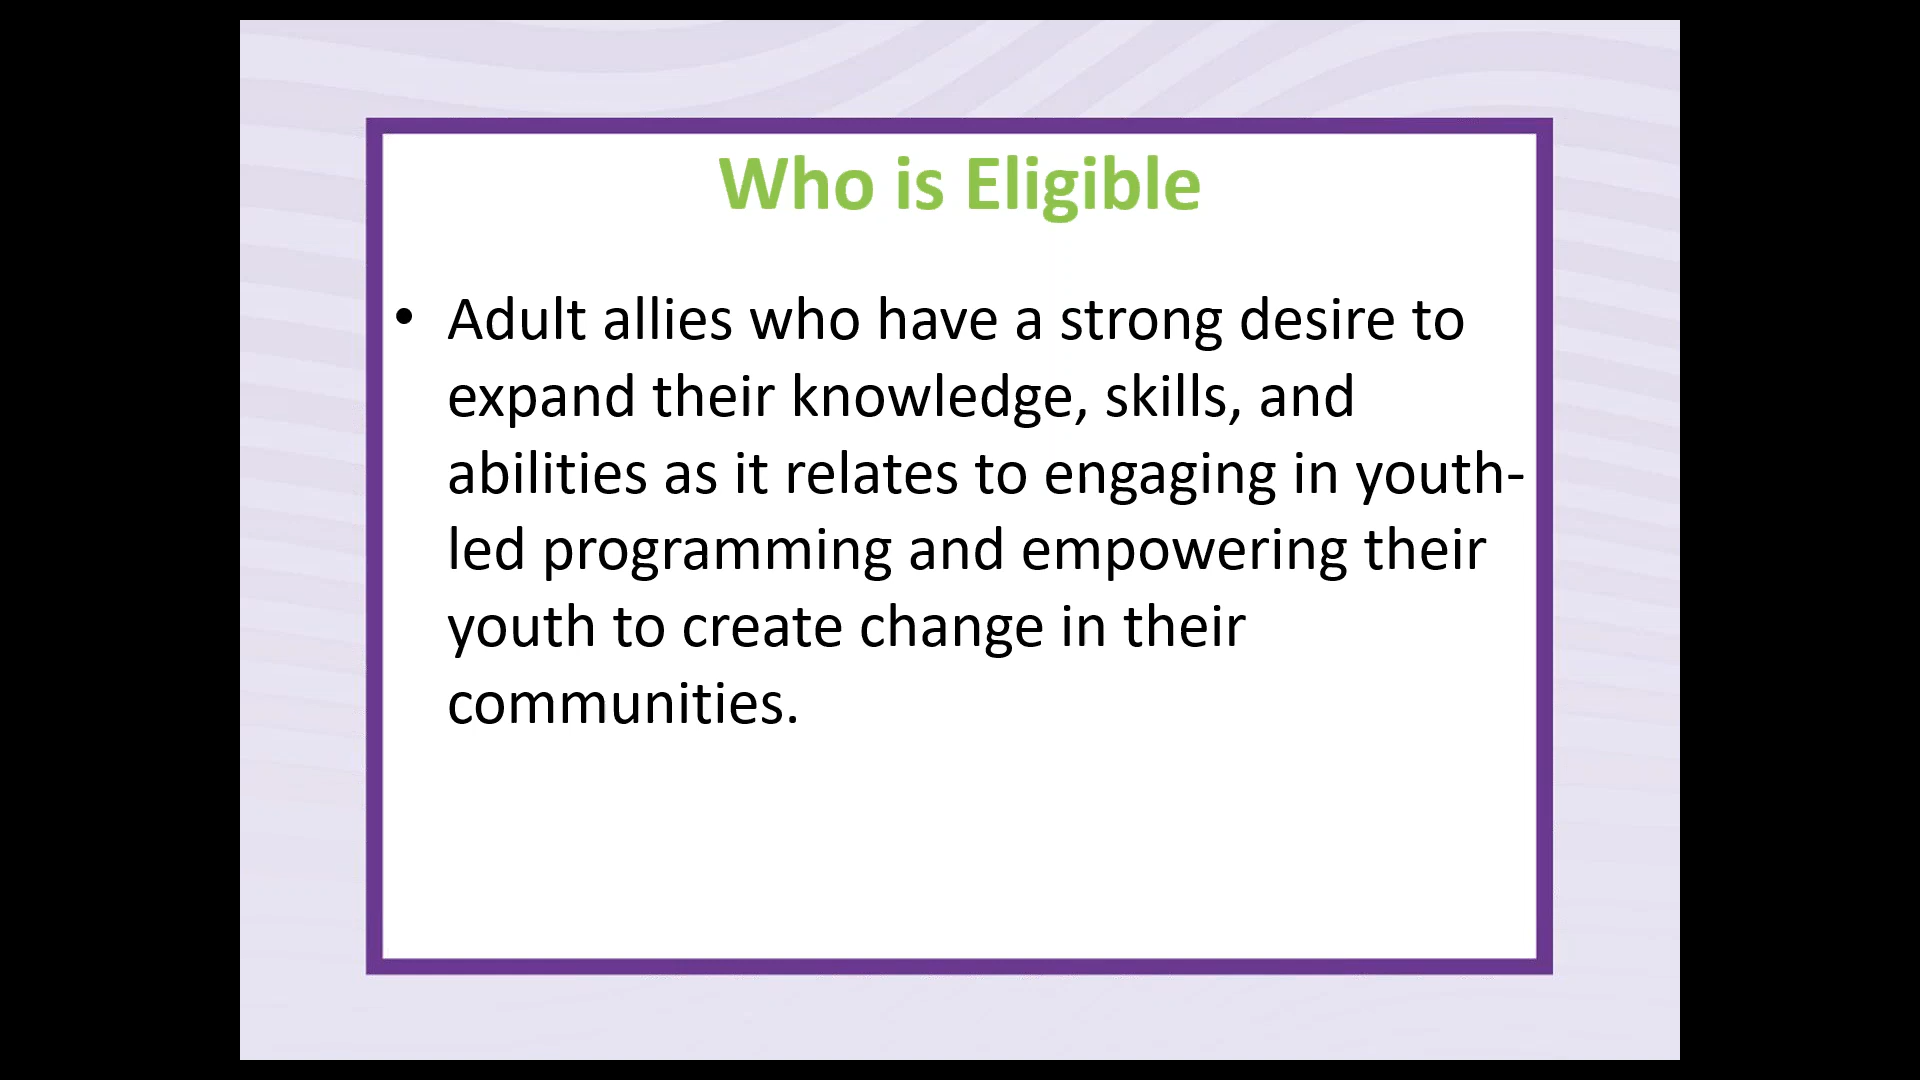 Who is Eligible
• Adult allies who have a strong desire to
expand their knowledge, skills, and
abilities as it relates to engaging in youth-
led programming and empowering their
youth to create change in their
communities.